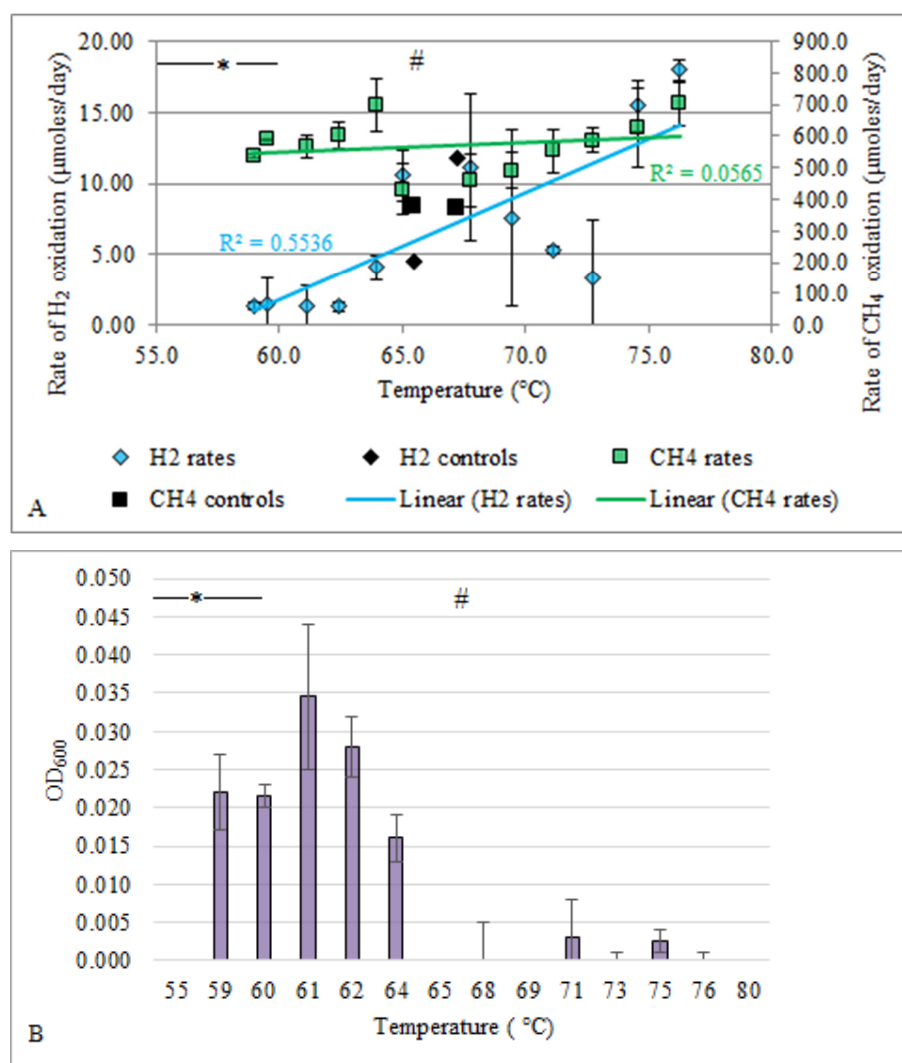 20.00
15.00
10.00
5.00
0.00
Rate of H2 oxidation (µmoles/day)
900.0
800.0
700.0
600.0
500.0
400.0
300.0
200.0
100.0
0.0
Rate of CH4 oxidation (µmoles/day)
*
#
R² = 0.0565
R² = 0.5536
55.0 60.0 65.0 70.0 75.0 80.0
Temperature (°C)
H2 rates H2 controls CH4 rates
CH4 controls Linear (H2 rates) Linear (CH4 rates)
A
0.050
0.045
0.040
0.035
0.030
0.025
0.020
0.015
0.010
0.005
0.000
OD600
*
#
55 59 60 61 62 64 65 68 69 71 73 75 76 80
Temperature ( °C)
B